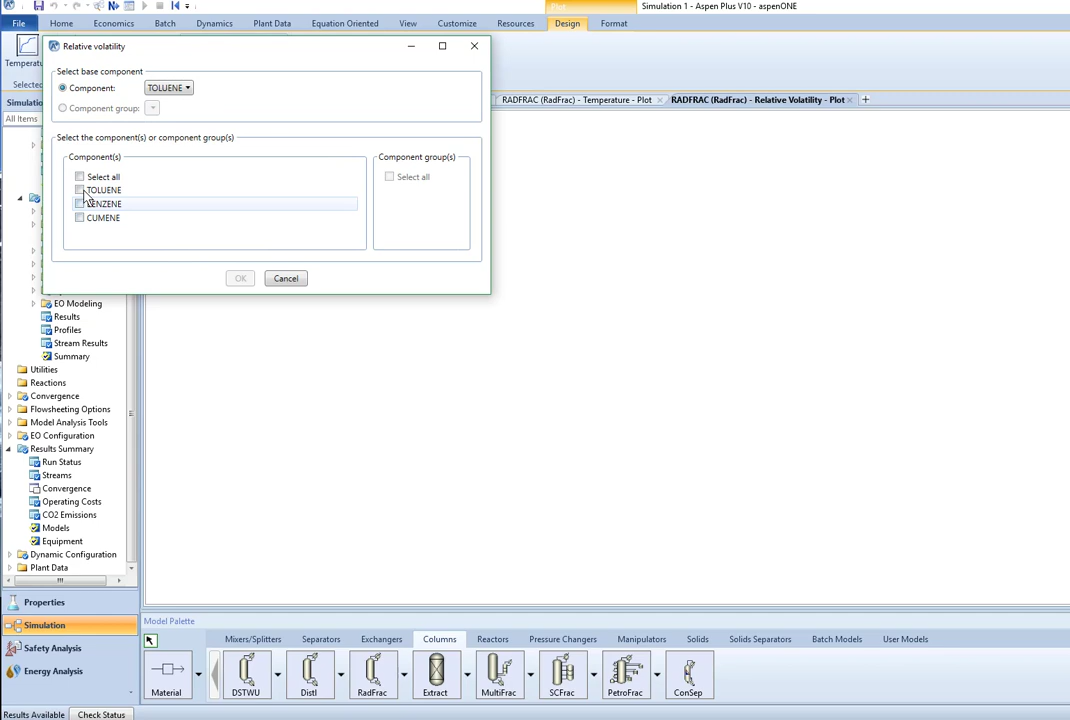 Plot
Simulation 1 - Aspen Plus V10 - aspenONE
File Home Economics Batch Dynamics Plant Data Equation Oriented View Customize Resources Design Format
Temperatu
Selected
Simulatio
All Items
Relative volatility
Select base component
Component: TOLUENE
Component group:
Select the component(s) or component group(s)
Component(s) Component group(s)
Select all Select all
TOLUENE
CUMENE
OK Cancel
RADFRAC (RadFrac) - Temperature - Plot RADFRAC (RadFrac) - Relative Volatility - Plot
EO Modeling
Results
Profiles
Stream Results
Summary
Utilities
Reactions
Convergence
Flowsheeting Options
Model Analysis Tools
EO Configuration
Results Summary
Run Status
Streams
Convergence
Operating Costs
CO2 Emissions
Models
Equipment
Dynamic Configuration
Plant Data
Properties
Simulation
Safety Analysis
Energy Analysis
Model Palette
Mixers/Splitters Separators Exchangers Columns Reactors Pressure Changers Manipulators Solids Solids Separators Batch Models User Models
Material DSTWU Distl RadFrac Extract MultiFrac SCFrac PetroFrac ConSep
Results Available Check Status